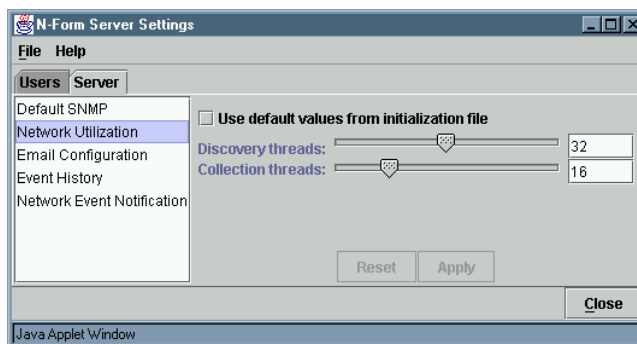 N-Form Server Settings
File Help
Users Server
Default SNMP
Network Utilization
Email Configuration
Event History
Network Event Notification
Use default values from initialization file
Discovery threads: 32
Collection threads: 16
Reset Apply
Close
Java Applet Window